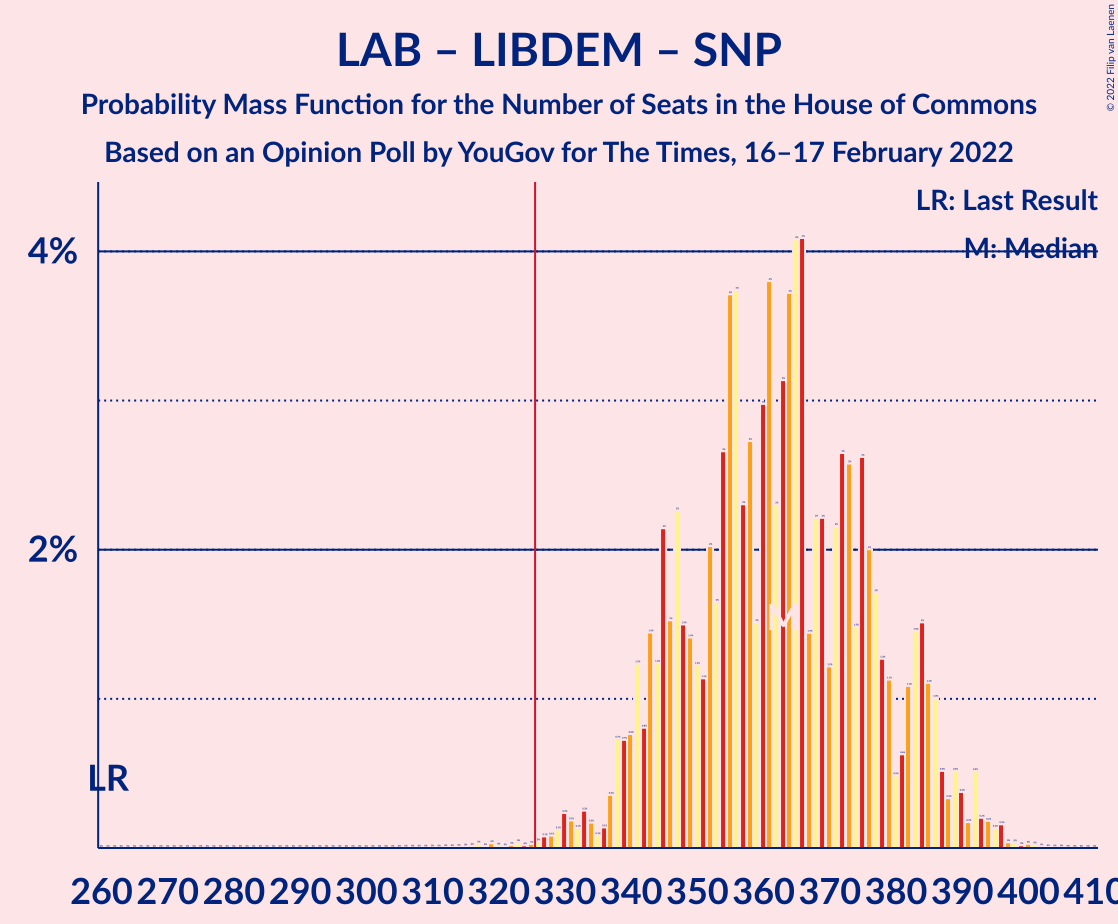 LAB – LIBDEM – SNP
Probability Mass Function for the Number of Seats in the House of Commons
Based on an Opinion Poll by YouGov for The Times, 16–17 February 2022
© 2022 Filip van Laenen
LR: Last Result
M: Median
4%
2%
M
LR
260 270 280 290 300 310 320 330 340 350 360 370 380 390 400 410